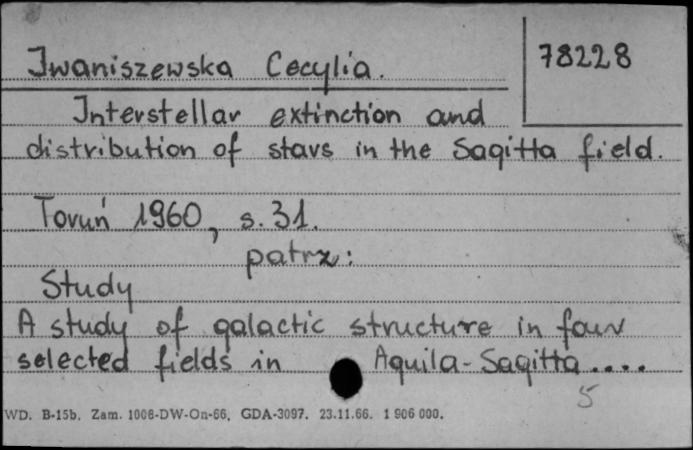 78228
Iwaniszewska Cecylia.
Interstellar extinction and
distribution of stars in the Sagitta field.
Toruń 1960, s. 31.
patrz:
Study
A study of galactic structure in four
selected fields in Aquila-Sagitta....
5
WD. B-15b. Zam. 1006-DW-On-66. GDA-3097. 23.11.66. 1 906 000.